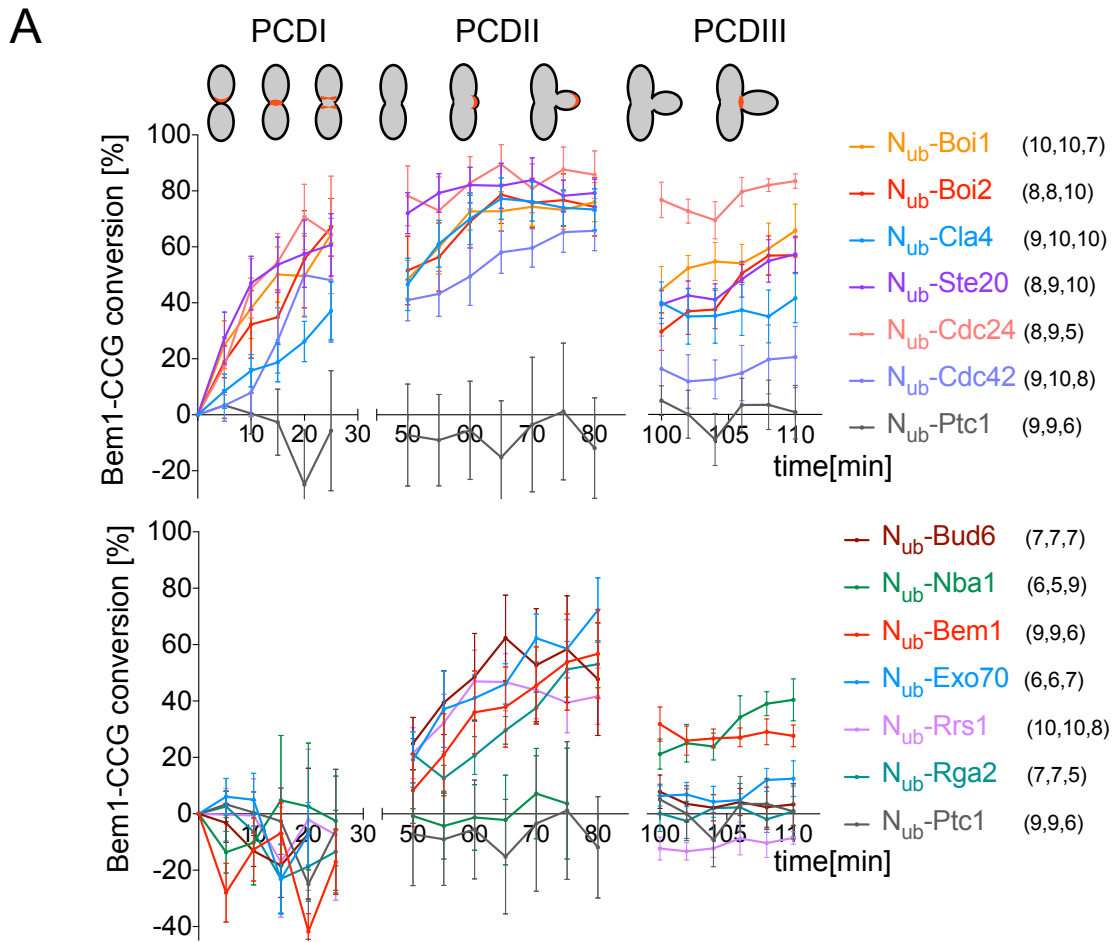 A
PCDI PCDII PCDIII
Bem1-CCG conversion [%]
100
80
60
40
20
0
-20
10 20 30
50 60 70 80
100 105 110
time[min]
Nub-Boi1 (10,10,7)
Nub-Boi2 (8,8,10)
Nub-Cla4 (9,10,10)
Nub-Ste20 (8,9,10)
Nub-Cdc24 (8,9,5)
Nub-Cdc42 (9,10,8)
Nub-Ptc1 (9,9,6)
Bem1-CCG conversion [%]
100
80
60
40
20
0
-20
-40
10 20 30
50 60 70 80
100 105 110
time[min]
Nub-Bud6 (7,7,7)
Nub-Nba1 (6,5,9)
Nub-Bem1 (9,9,6)
Nub-Exo70 (6,6,7)
Nub-Rrs1 (10,10,8)
Nub-Rga2 (7,7,5)
Nub-Ptc1 (9,9,6)